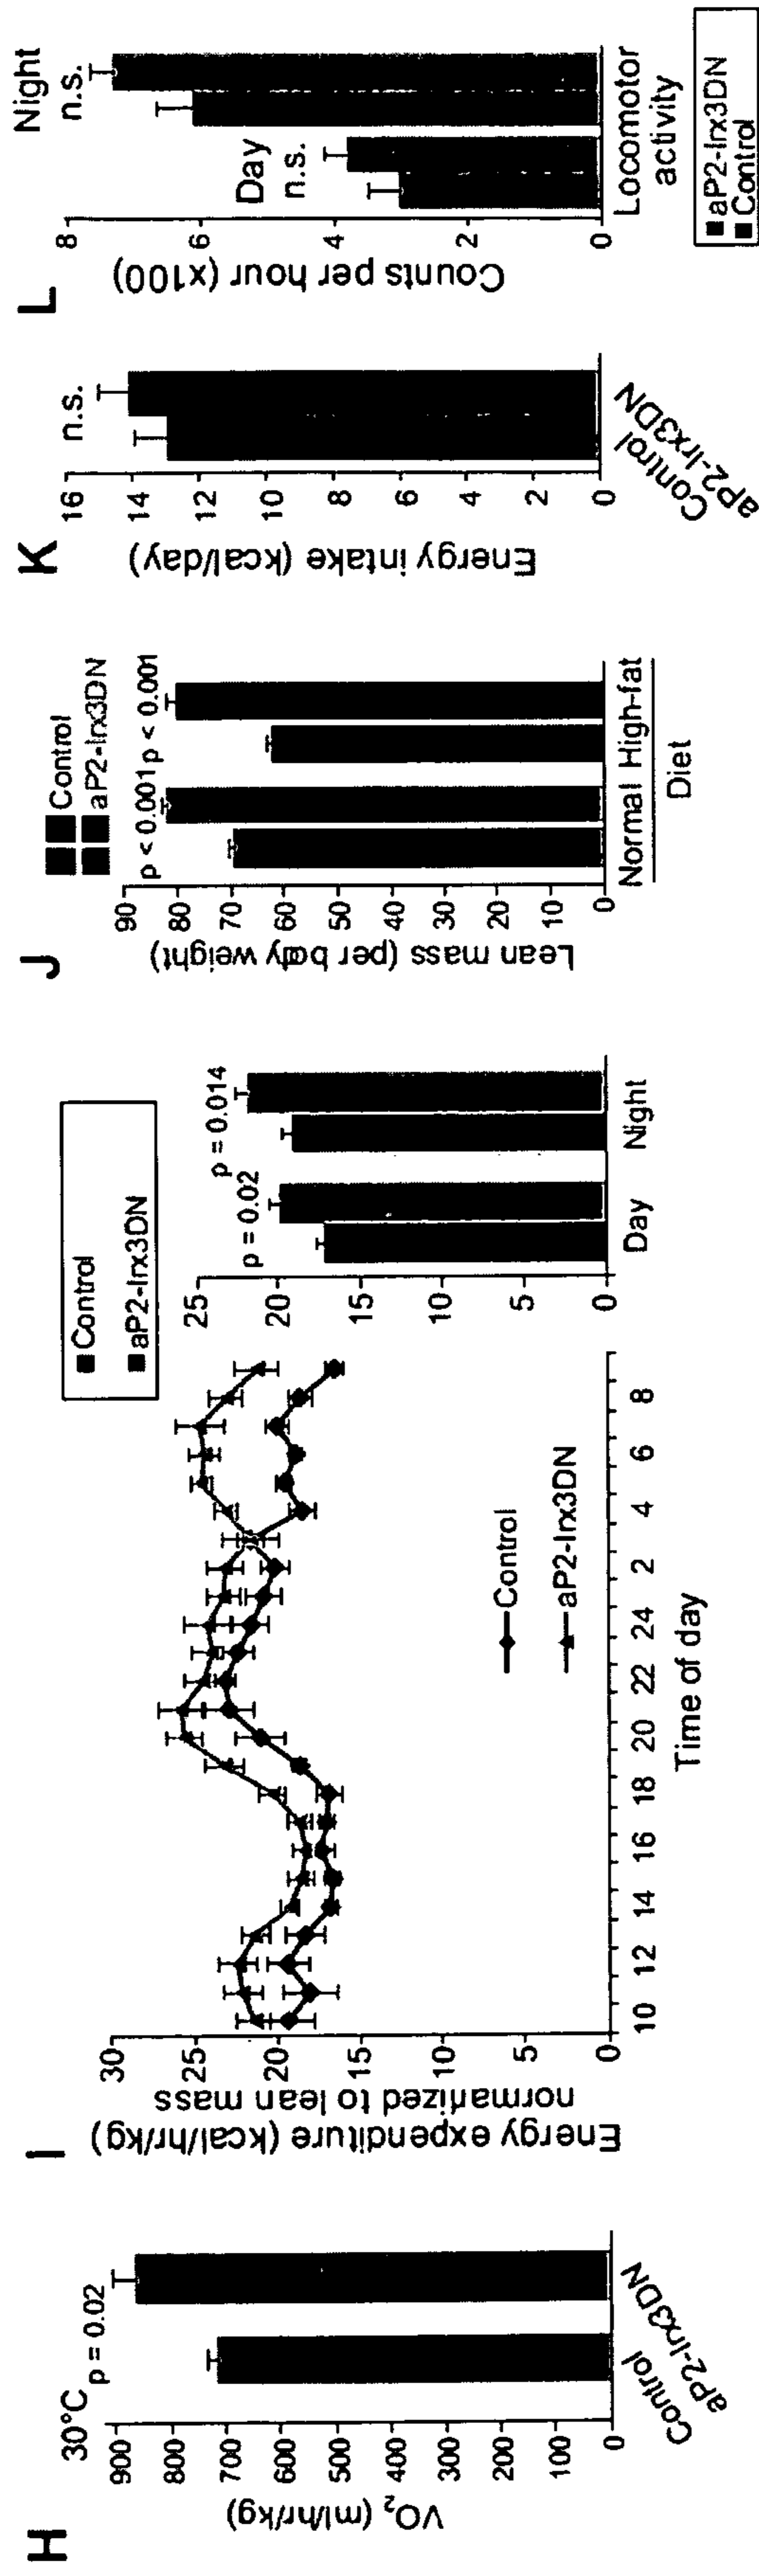 H
30°C
p = 0.02
VO2 (ml/hr/kg)
900
800
700
600
500
400
300
200
100
0
Control
aP2-Irx3DN
I
Energy expenditure (kcal/hr/kg)
normarized to lean mass
30
25
20
15
10
5
0
10 12 14 16 18 20 22 24 2 4 6 8
Time of day
Control
aP2-Irx3DN
Control
aP2-Irx3DN
25
20
15
10
5
0
p = 0.02
p = 0.014
Day Night
J
Control
aP2-Irx3DN
p < 0.001 p < 0.001
Lean mass (per body weight)
90
80
70
60
50
40
30
20
10
0
Normal High-fat
Diet
K
n.s.
Energy intake (kcal/day)
16
14
12
10
8
6
4
2
0
Control
aP2-Irx3DN
L
Night
n.s.
Day
n.s.
Counts per hour (x100)
8
6
4
2
0
Locomotor
activity
aP2-Irx3DN
Control